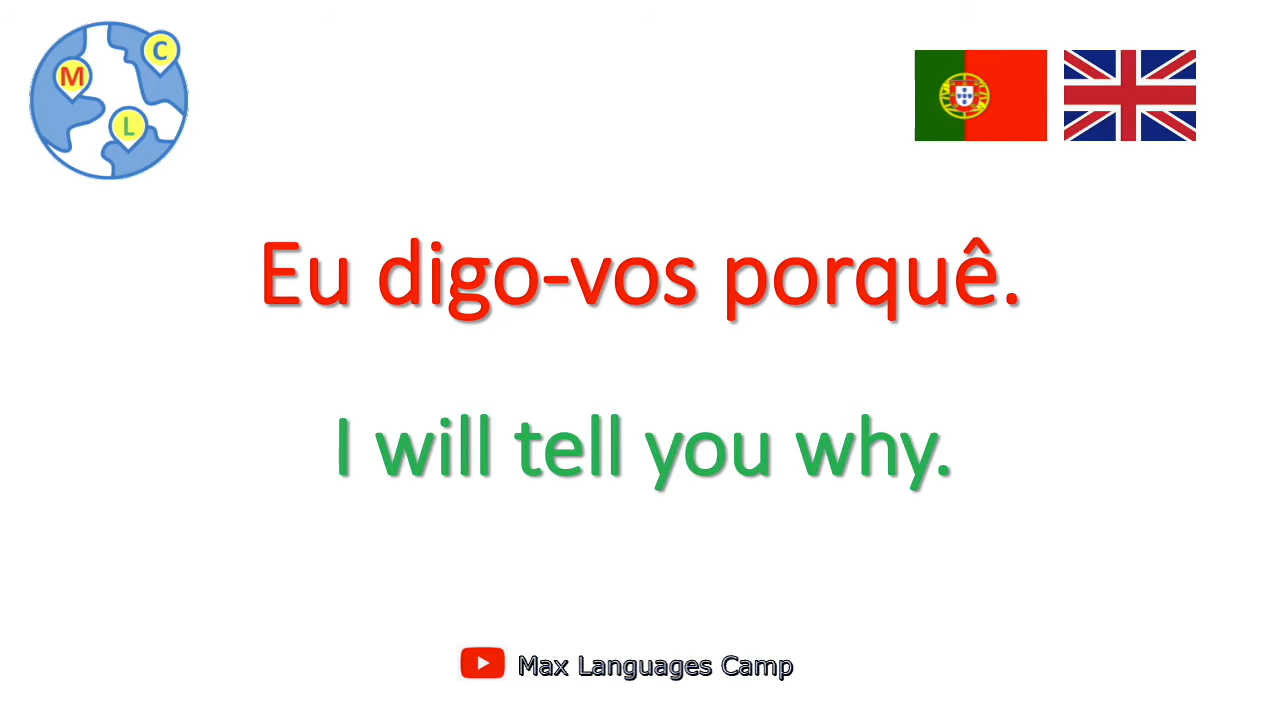 M
C
L
Eu digo-vos porquê.
I will tell you why.
Max Languages Camp